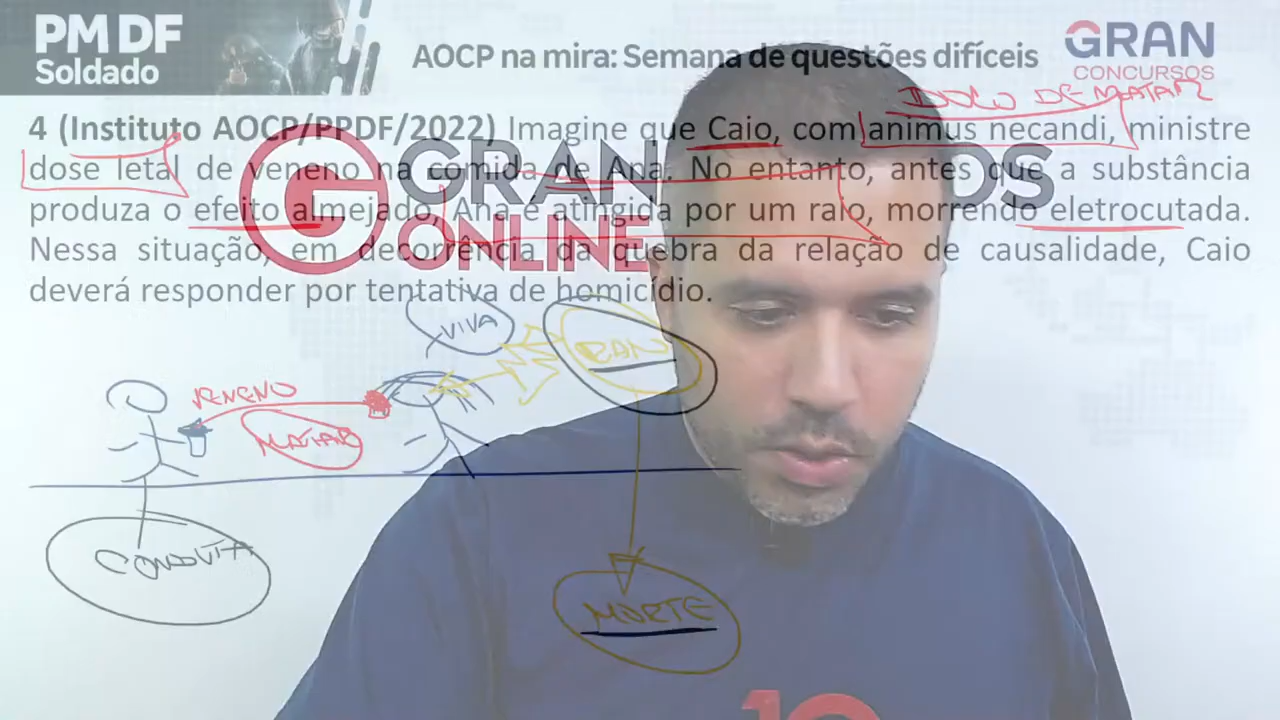 PM DF
Soldado
AOCP na mira: Semana de questões difíceis
GRAN
CONCURSOS
DOLO DE MATAR
4 (Instituto AOCP/PPDF/2022) Imagine que Caio, com animus necandi, ministre
dose letal de veneno na comida de Ana. No entanto, antes que a substância
produza o efeito almejado, Ana é atingida por um raio, morrendo eletrocutada.
Nessa situação, em decorrência da quebra da relação de causalidade, Caio
deverá responder por tentativa de homicídio.
GRAN OS
ONLINE
VIVA
VENENO
MATAR
CONDUTA
MORTE
10